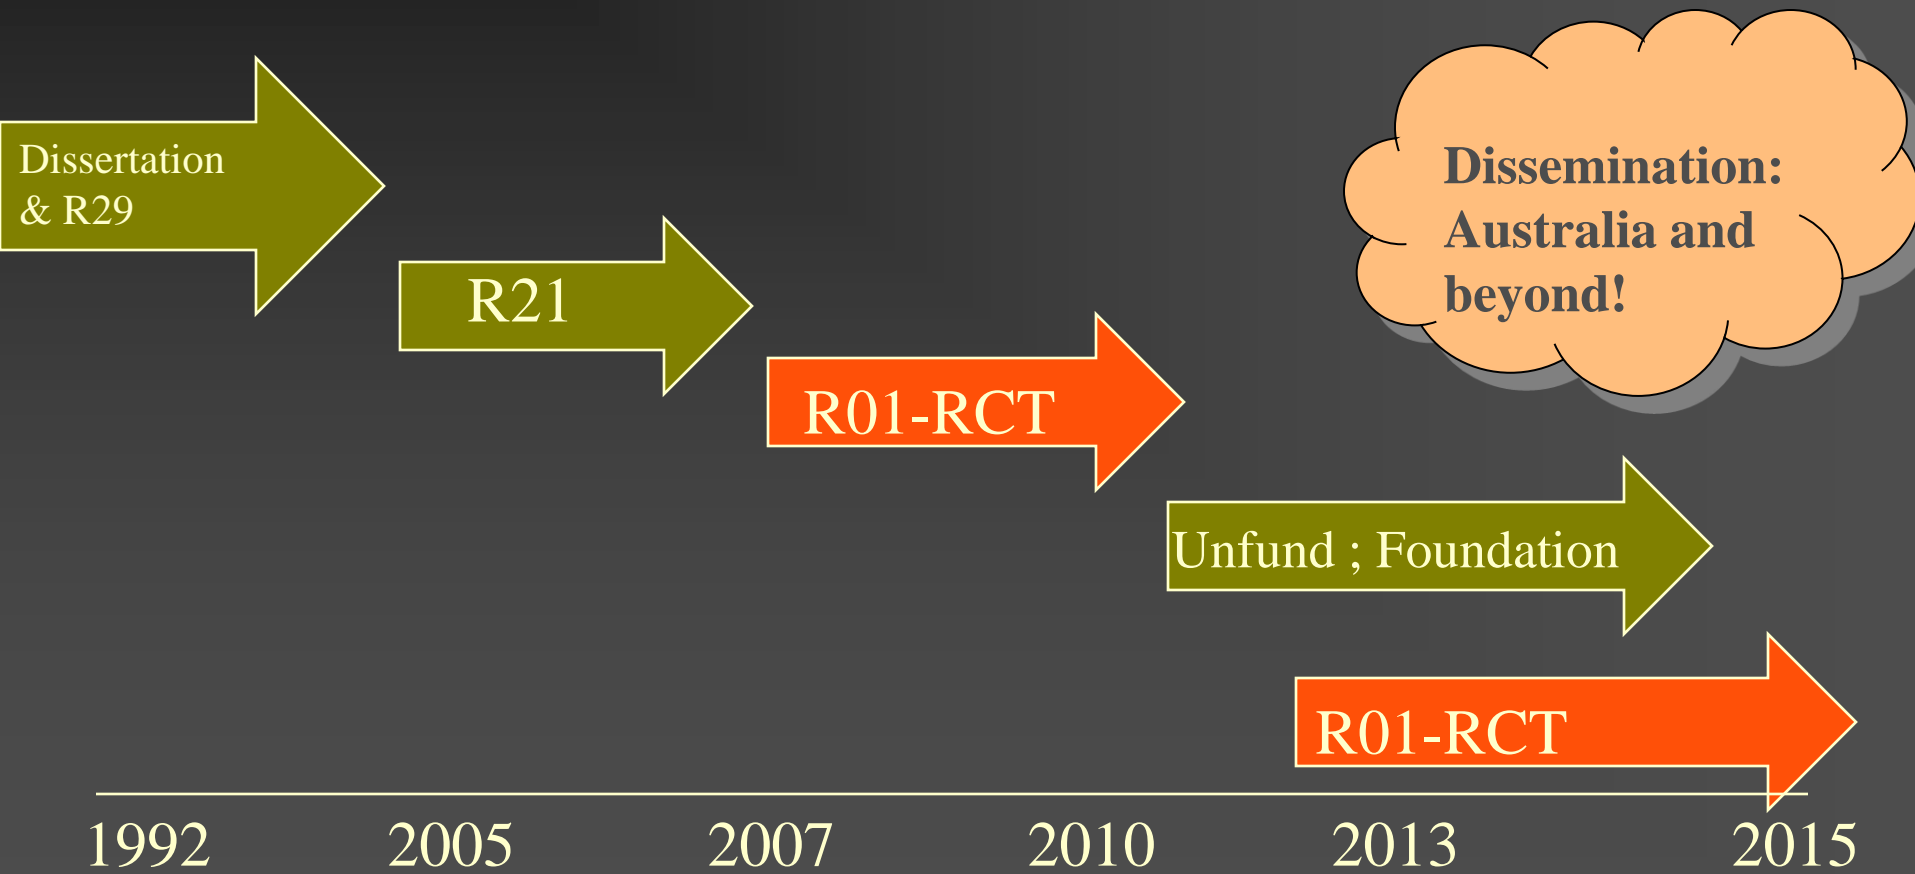 Dissertation
& R29
R21
R01-RCT
Dissemination:
Australia and
beyond!
Unfund ; Foundation
R01-RCT
1992 2005 2007 2010 2013 2015